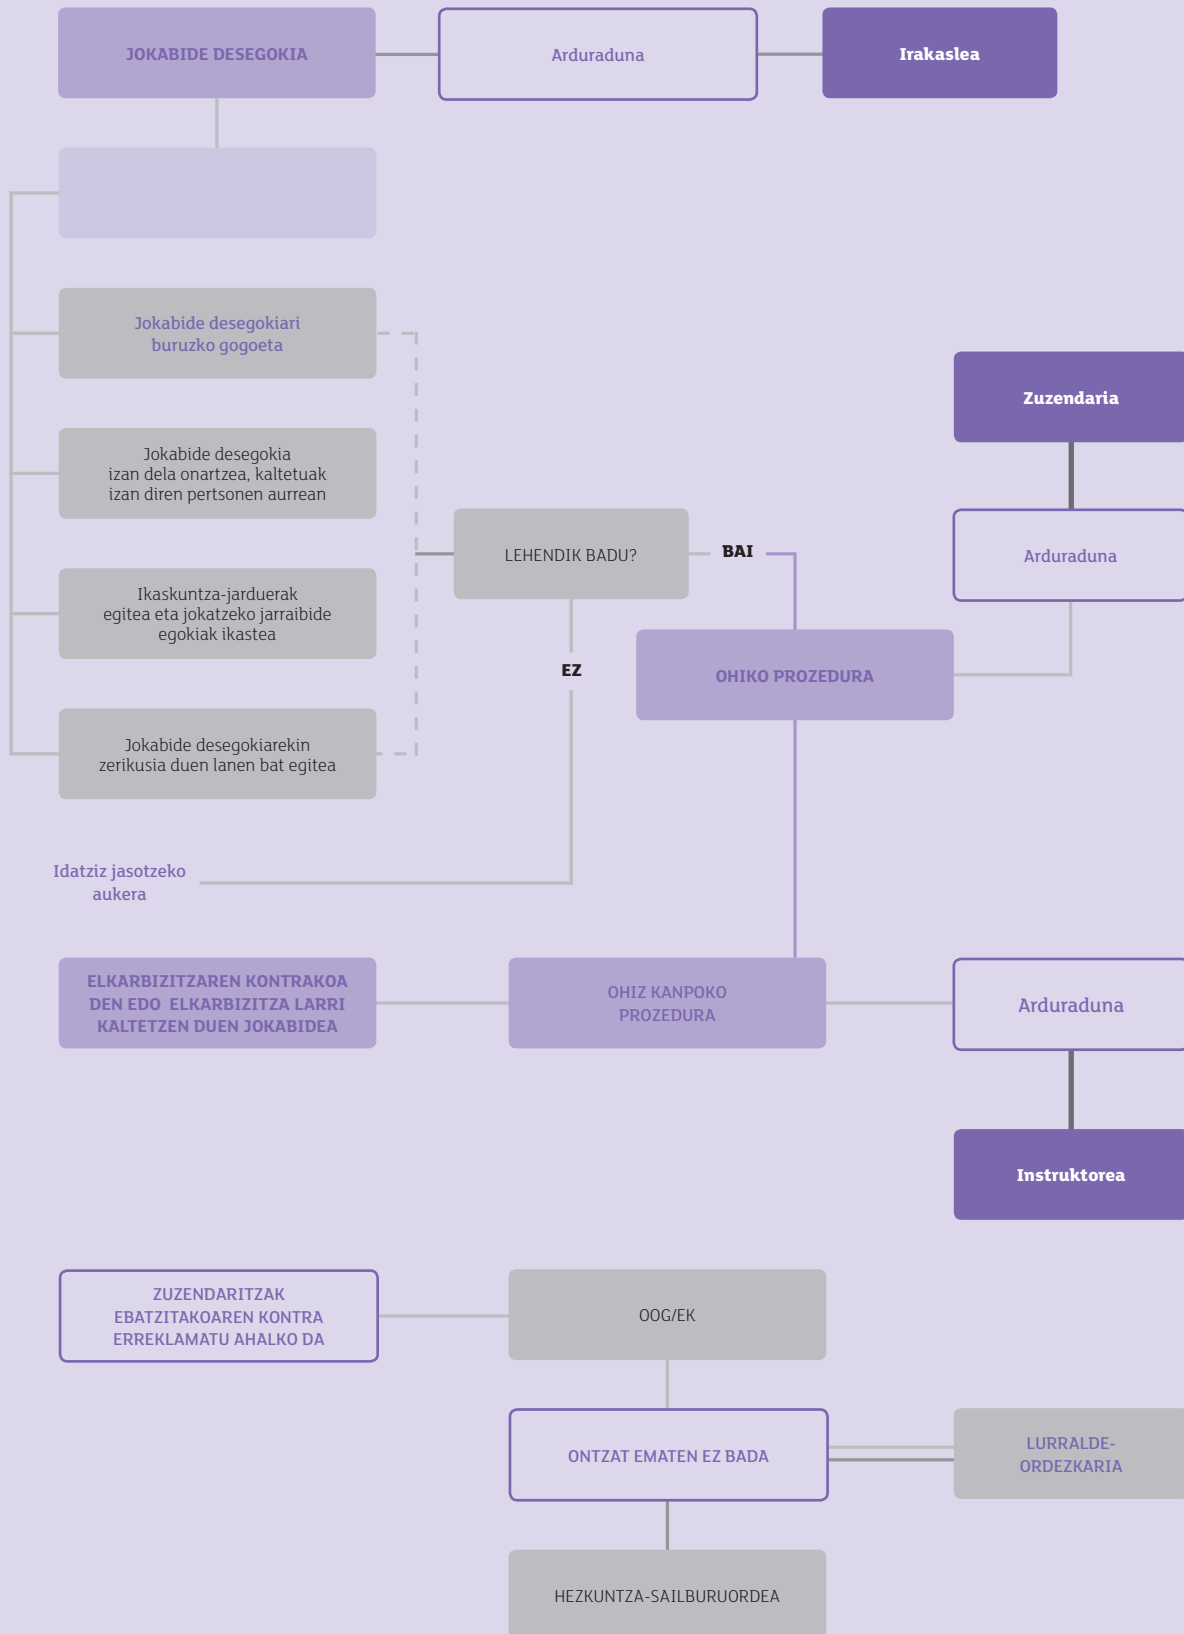 JOKABIDE DESEGOKIA
Arduraduna
Irakaslea
Jokabide desegokiari
buruzko gogoeta
Zuzendaria
Jokabide desegokia
izan dela onartzea, kaltetuak
izan diren pertsonen aurrean
LEHENDIK BADU?
BAI
Arduraduna
Ikaskuntza-jarduerak
egitea eta jokatzeko jarraibide
egokiak ikastea
EZ
OHIKO PROZEDURA
Jokabide desegokiarekin
zerikusia duen lanen bat egitea
Idatziz jasotzeko
aukera
ELKARBIZITZAREN KONTRAKOA
DEN EDO ELKARBIZITZA LARRI
KALTETZEN DUEN JOKABIDEA
OHIZ KANPOKO
PROZEDURA
Arduraduna
Instruktorea
ZUZENDARITZAK
EBATZITAKOAREN KONTRA
ERREKLAMATU AHALKO DA
OOG/EK
ONTZAT EMATEN EZ BADA
LURRALDE-
ORDEZKARIA
HEZKUNTZA-SAILBURUORDEA